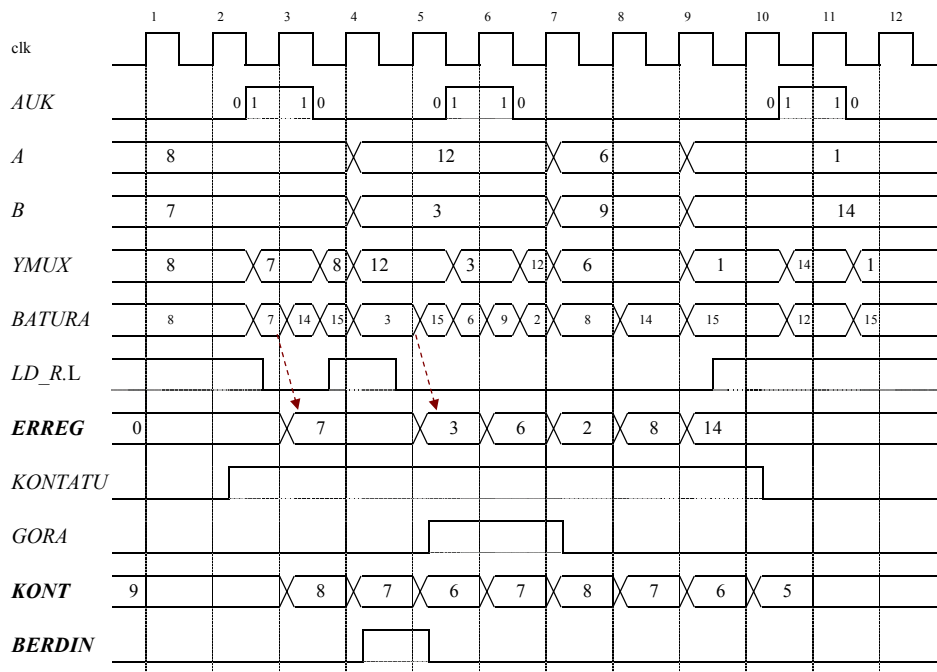 1 2 3 4 5 6 7 8 9 10 11 12
clk
AUK 0 1 1 0 0 1 1 0 0 1 1 0
A 8 12 6 1
B 7 3 9 14
YMUX 8 7 8 12 3 12 6 1 14 1
BATURA 8 7 14 15 3 15 6 9 2 8 14 15 12 15
LD_R.L
ERREG 0 7 3 6 2 8 14
KONTATU
GORA
KONT 9 8 7 6 7 8 7 6 5
BERDIN